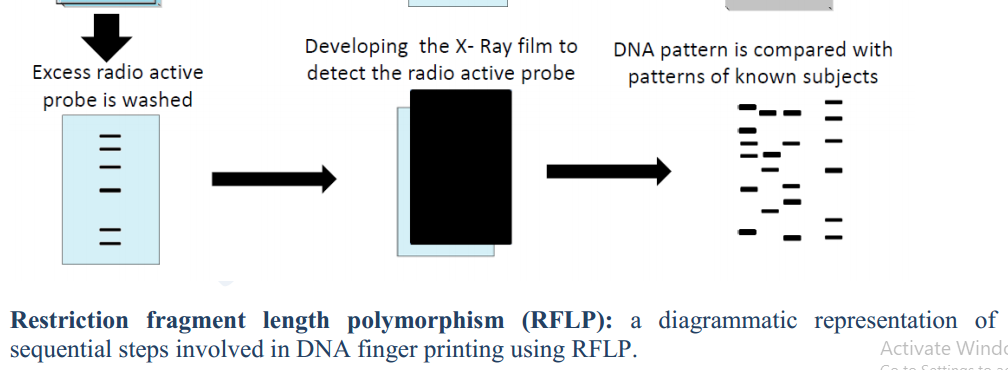 Excess radio active
probe is washed
Developing the X- Ray film to
detect the radio active probe
DNA pattern is compared with
patterns of known subjects
Restriction fragment length polymorphism (RFLP): a diagrammatic representation of
sequential steps involved in DNA finger printing using RFLP.
Activate Windo